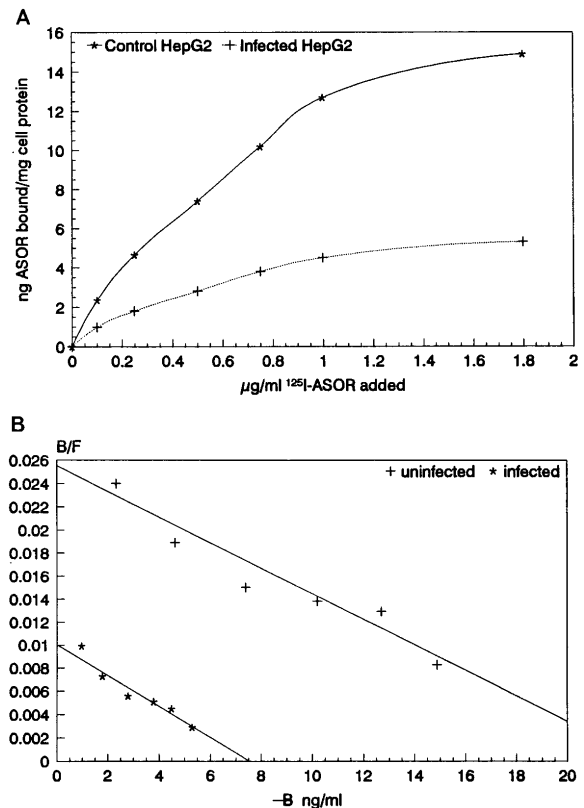 A
16
Control HepG2 Infected HepG2
14
12
10
8
6
4
2
0
0 0.2 0.4 0.6 0.8 1 1.2 1.4 1.6 1.8 2
ng ASOR bound/mg cell protein
µg/ml ¹²⁵I-ASOR added
B
B/F
0.026
uninfected infected
0.024
0.022
0.02
0.018
0.016
0.014
0.012
0.01
0.008
0.006
0.004
0.002
0
0 2 4 6 8 10 12 14 16 18 20
B ng/ml